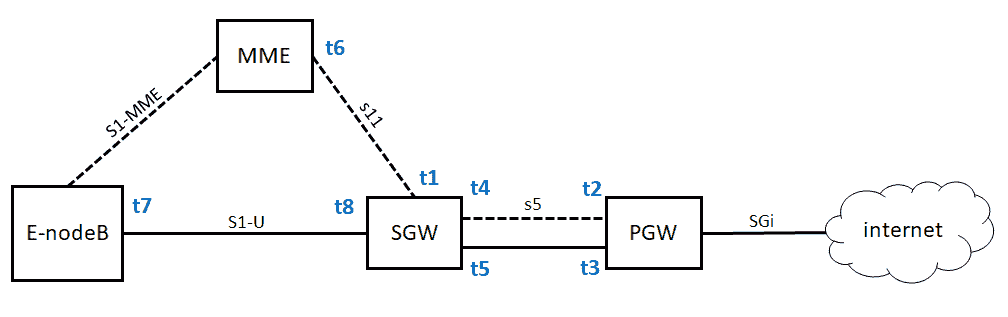 MME
t6
S1-MME
s11
t1
t4
t2
t7
t8
s5
E-nodeB
S1-U
SGW
PGW
SGi
internet
t5
t3